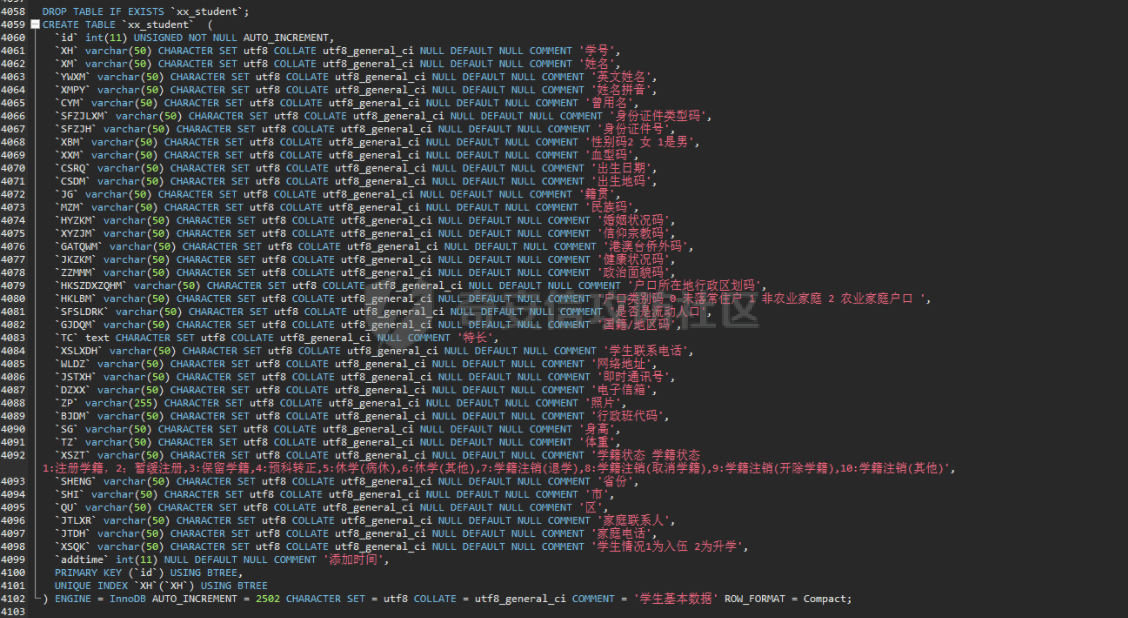 4058 DROP TABLE IF EXISTS `xx_student`;
4059 CREATE TABLE `xx_student`  (
4060 `id` int(11) UNSIGNED NOT NULL AUTO_INCREMENT,
4061 `XH` varchar(50) CHARACTER SET utf8 COLLATE utf8_general_ci NULL DEFAULT NULL COMMENT '学号',
4062 `XM` varchar(50) CHARACTER SET utf8 COLLATE utf8_general_ci NULL DEFAULT NULL COMMENT '姓名',
4063 `YWXM` varchar(50) CHARACTER SET utf8 COLLATE utf8_general_ci NULL DEFAULT NULL COMMENT '英文姓名',
4064 `XMPY` varchar(50) CHARACTER SET utf8 COLLATE utf8_general_ci NULL DEFAULT NULL COMMENT '姓名拼音',
4065 `CYM` varchar(50) CHARACTER SET utf8 COLLATE utf8_general_ci NULL DEFAULT NULL COMMENT '曾用名',
4066 `SFZJLXM` varchar(50) CHARACTER SET utf8 COLLATE utf8_general_ci NULL DEFAULT NULL COMMENT '身份证件类型码',
4067 `SFZJH` varchar(50) CHARACTER SET utf8 COLLATE utf8_general_ci NULL DEFAULT NULL COMMENT '身份证件号',
4068 `XBM` varchar(50) CHARACTER SET utf8 COLLATE utf8_general_ci NULL DEFAULT NULL COMMENT '性别码2 女 1是男',
4069 `XXM` varchar(50) CHARACTER SET utf8 COLLATE utf8_general_ci NULL DEFAULT NULL COMMENT '血型码',
4070 `CSRQ` varchar(50) CHARACTER SET utf8 COLLATE utf8_general_ci NULL DEFAULT NULL COMMENT '出生日期',
4071 `CSDM` varchar(50) CHARACTER SET utf8 COLLATE utf8_general_ci NULL DEFAULT NULL COMMENT '出生地码',
4072 `JG` varchar(50) CHARACTER SET utf8 COLLATE utf8_general_ci NULL DEFAULT NULL COMMENT '籍贯',
4073 `MZM` varchar(50) CHARACTER SET utf8 COLLATE utf8_general_ci NULL DEFAULT NULL COMMENT '民族码',
4074 `HYZKM` varchar(50) CHARACTER SET utf8 COLLATE utf8_general_ci NULL DEFAULT NULL COMMENT '婚姻状况码',
4075 `XYZJM` varchar(50) CHARACTER SET utf8 COLLATE utf8_general_ci NULL DEFAULT NULL COMMENT '信仰宗教码',
4076 `GATQWM` varchar(50) CHARACTER SET utf8 COLLATE utf8_general_ci NULL DEFAULT NULL COMMENT '港澳台侨外码',
4077 `JKZKM` varchar(50) CHARACTER SET utf8 COLLATE utf8_general_ci NULL DEFAULT NULL COMMENT '健康状况码',
4078 `ZZMMM` varchar(50) CHARACTER SET utf8 COLLATE utf8_general_ci NULL DEFAULT NULL COMMENT '政治面貌码',
4079 `HKSZDXZQHM` varchar(50) CHARACTER SET utf8 COLLATE utf8_general_ci NULL DEFAULT NULL COMMENT '户口所在地行政区划码',
4080 `HKLBM` varchar(50) CHARACTER SET utf8 COLLATE utf8_general_ci NULL DEFAULT NULL COMMENT '户口类别码 0 未落常住户 1 非农业家庭 2 农业家庭户口 ',
4081 `SFSLDRK` varchar(50) CHARACTER SET utf8 COLLATE utf8_general_ci NULL DEFAULT NULL COMMENT '是否是流动人口',
4082 `GJDQM` varchar(50) CHARACTER SET utf8 COLLATE utf8_general_ci NULL DEFAULT NULL COMMENT '国籍/地区码',
4083 `TC` text CHARACTER SET utf8 COLLATE utf8_general_ci NULL COMMENT '特长',
4084 `XSLXDH` varchar(50) CHARACTER SET utf8 COLLATE utf8_general_ci NULL DEFAULT NULL COMMENT '学生联系电话',
4085 `WLDZ` varchar(50) CHARACTER SET utf8 COLLATE utf8_general_ci NULL DEFAULT NULL COMMENT '网络地址',
4086 `JSTXH` varchar(50) CHARACTER SET utf8 COLLATE utf8_general_ci NULL DEFAULT NULL COMMENT '即时通讯号',
4087 `DZXX` varchar(50) CHARACTER SET utf8 COLLATE utf8_general_ci NULL DEFAULT NULL COMMENT '电子信箱',
4088 `ZP` varchar(255) CHARACTER SET utf8 COLLATE utf8_general_ci NULL DEFAULT NULL COMMENT '照片',
4089 `BJDM` varchar(50) CHARACTER SET utf8 COLLATE utf8_general_ci NULL DEFAULT NULL COMMENT '行政班代码',
4090 `SG` varchar(50) CHARACTER SET utf8 COLLATE utf8_general_ci NULL DEFAULT NULL COMMENT '身高',
4091 `TZ` varchar(50) CHARACTER SET utf8 COLLATE utf8_general_ci NULL DEFAULT NULL COMMENT '体重',
4092 `XSZT` varchar(50) CHARACTER SET utf8 COLLATE utf8_general_ci NULL DEFAULT NULL COMMENT '学籍状态 学籍状态
1:注册学籍, 2; 暂缓注册,3:保留学籍,4:预科转正,5:休学(病休),6:休学(其他),7:学籍注销(退学),8:学籍注销(取消学籍),9:学籍注销(开除学籍),10:学籍注销(其他)',
4093 `SHENG` varchar(50) CHARACTER SET utf8 COLLATE utf8_general_ci NULL DEFAULT NULL COMMENT '省份',
4094 `SHI` varchar(50) CHARACTER SET utf8 COLLATE utf8_general_ci NULL DEFAULT NULL COMMENT '市',
4095 `QU` varchar(50) CHARACTER SET utf8 COLLATE utf8_general_ci NULL DEFAULT NULL COMMENT '区',
4096 `JTLXR` varchar(50) CHARACTER SET utf8 COLLATE utf8_general_ci NULL DEFAULT NULL COMMENT '家庭联系人',
4097 `JTDH` varchar(50) CHARACTER SET utf8 COLLATE utf8_general_ci NULL DEFAULT NULL COMMENT '家庭电话',
4098 `XSQK` varchar(50) CHARACTER SET utf8 COLLATE utf8_general_ci NULL DEFAULT NULL COMMENT '学生情况1为入伍 2为升学',
4099 `addtime` int(11) NULL DEFAULT NULL COMMENT '添加时间',
4100 PRIMARY KEY (`id`) USING BTREE,
4101 UNIQUE INDEX `XH`(`XH`) USING BTREE
4102 ) ENGINE = InnoDB AUTO_INCREMENT = 2502 CHARACTER SET = utf8 COLLATE = utf8_general_ci COMMENT = '学生基本数据' ROW_FORMAT = Compact;
4103
奇安信攻防社区